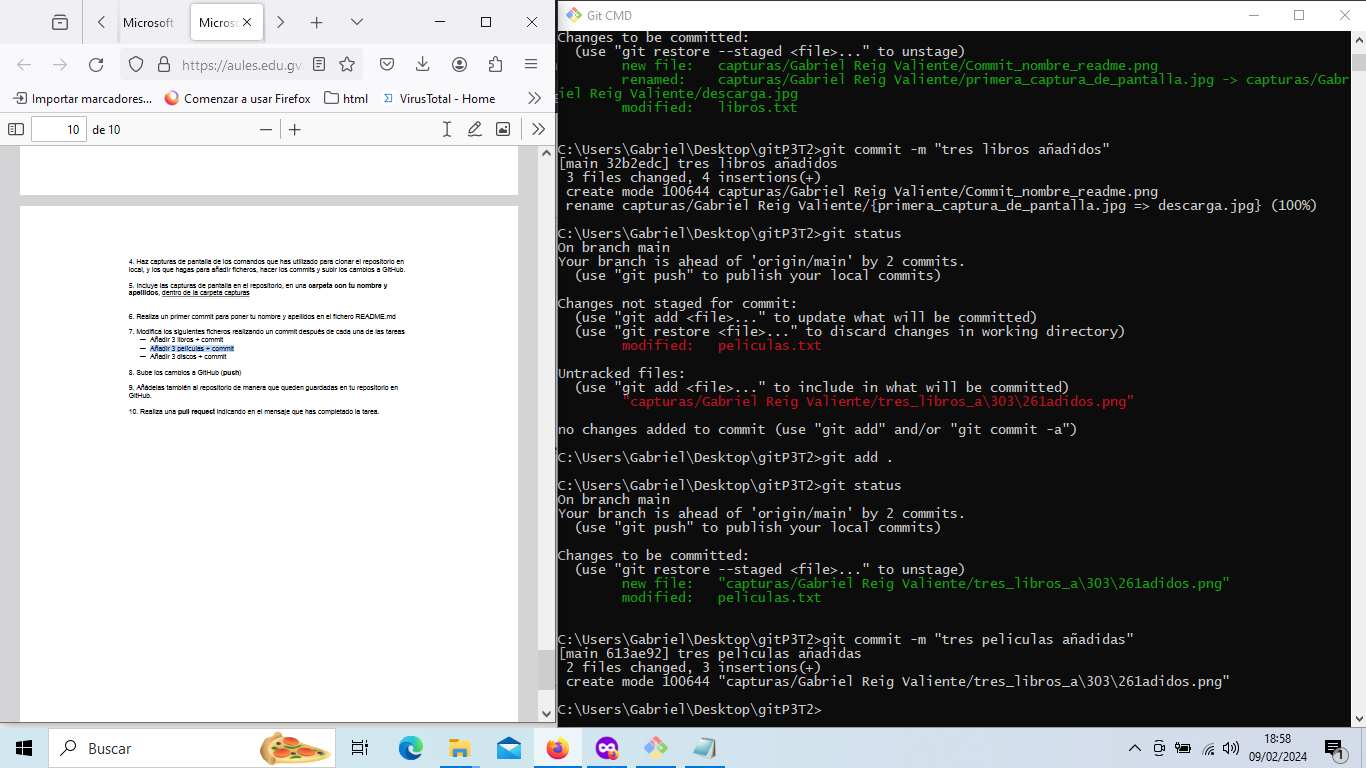 Microsoft
Micros
https://aules.edu.gv
Importar marcadores...
Comenzar a usar Firefox
html
VirusTotal - Home
10
de 10
4. Haz capturas de pantalla de los comandos que has utilizado para clonar el repositorio en
local, y los que hagas para añadir ficheros, hacer los commits y subir los cambios a GitHub.
5. Incluye las capturas de pantalla en el repositorio, en una carpeta con tu nombre y
apellidos, dentro de la carpeta capturas
6. Realiza un primer commit para poner tu nombre y apellidos en el fichero README.md
7. Modifica los siguientes ficheros realizando un commit después de cada una de las tareas
— Añadir 3 libros + commit
— Añadir 3 películas + commit
— Añadir 3 discos + commit
8. Sube los cambios a GitHub (push)
9. Añádelas también al repositorio de manera que queden guardadas en tu repositorio en
GitHub.
10. Realiza una pull request indicando en el mensaje que has completado la tarea.
Git CMD
Changes to be committed:
(use "git restore --staged <file>..." to unstage)
new file:   capturas/Gabriel Reig Valiente/Commit_nombre_readme.png
renamed:    capturas/Gabriel Reig Valiente/primera_captura_de_pantalla.jpg -> capturas/Gabr
iel Reig Valiente/descarga.jpg
modified:   libros.txt
C:\Users\Gabriel\Desktop\gitP3T2>git commit -m "tres libros añadidos"
[main 32b2edc] tres libros añadidos
3 files changed, 4 insertions(+)
create mode 100644 capturas/Gabriel Reig Valiente/Commit_nombre_readme.png
rename capturas/Gabriel Reig Valiente/{primera_captura_de_pantalla.jpg => descarga.jpg} (100%)
C:\Users\Gabriel\Desktop\gitP3T2>git status
On branch main
Your branch is ahead of 'origin/main' by 2 commits.
(use "git push" to publish your local commits)
Changes not staged for commit:
(use "git add <file>..." to update what will be committed)
(use "git restore <file>..." to discard changes in working directory)
modified:   peliculas.txt
Untracked files:
(use "git add <file>..." to include in what will be committed)
"capturas/Gabriel Reig Valiente/tres_libros_a\303\261adidos.png"
no changes added to commit (use "git add" and/or "git commit -a")
C:\Users\Gabriel\Desktop\gitP3T2>git add .
C:\Users\Gabriel\Desktop\gitP3T2>git status
On branch main
Your branch is ahead of 'origin/main' by 2 commits.
(use "git push" to publish your local commits)
Changes to be committed:
(use "git restore --staged <file>..." to unstage)
new file:   "capturas/Gabriel Reig Valiente/tres_libros_a\303\261adidos.png"
modified:   peliculas.txt
C:\Users\Gabriel\Desktop\gitP3T2>git commit -m "tres peliculas añadidas"
[main 613ae92] tres peliculas añadidas
2 files changed, 3 insertions(+)
create mode 100644 "capturas/Gabriel Reig Valiente/tres_libros_a\303\261adidos.png"
C:\Users\Gabriel\Desktop\gitP3T2>
Buscar
18:58
09/02/2024
1